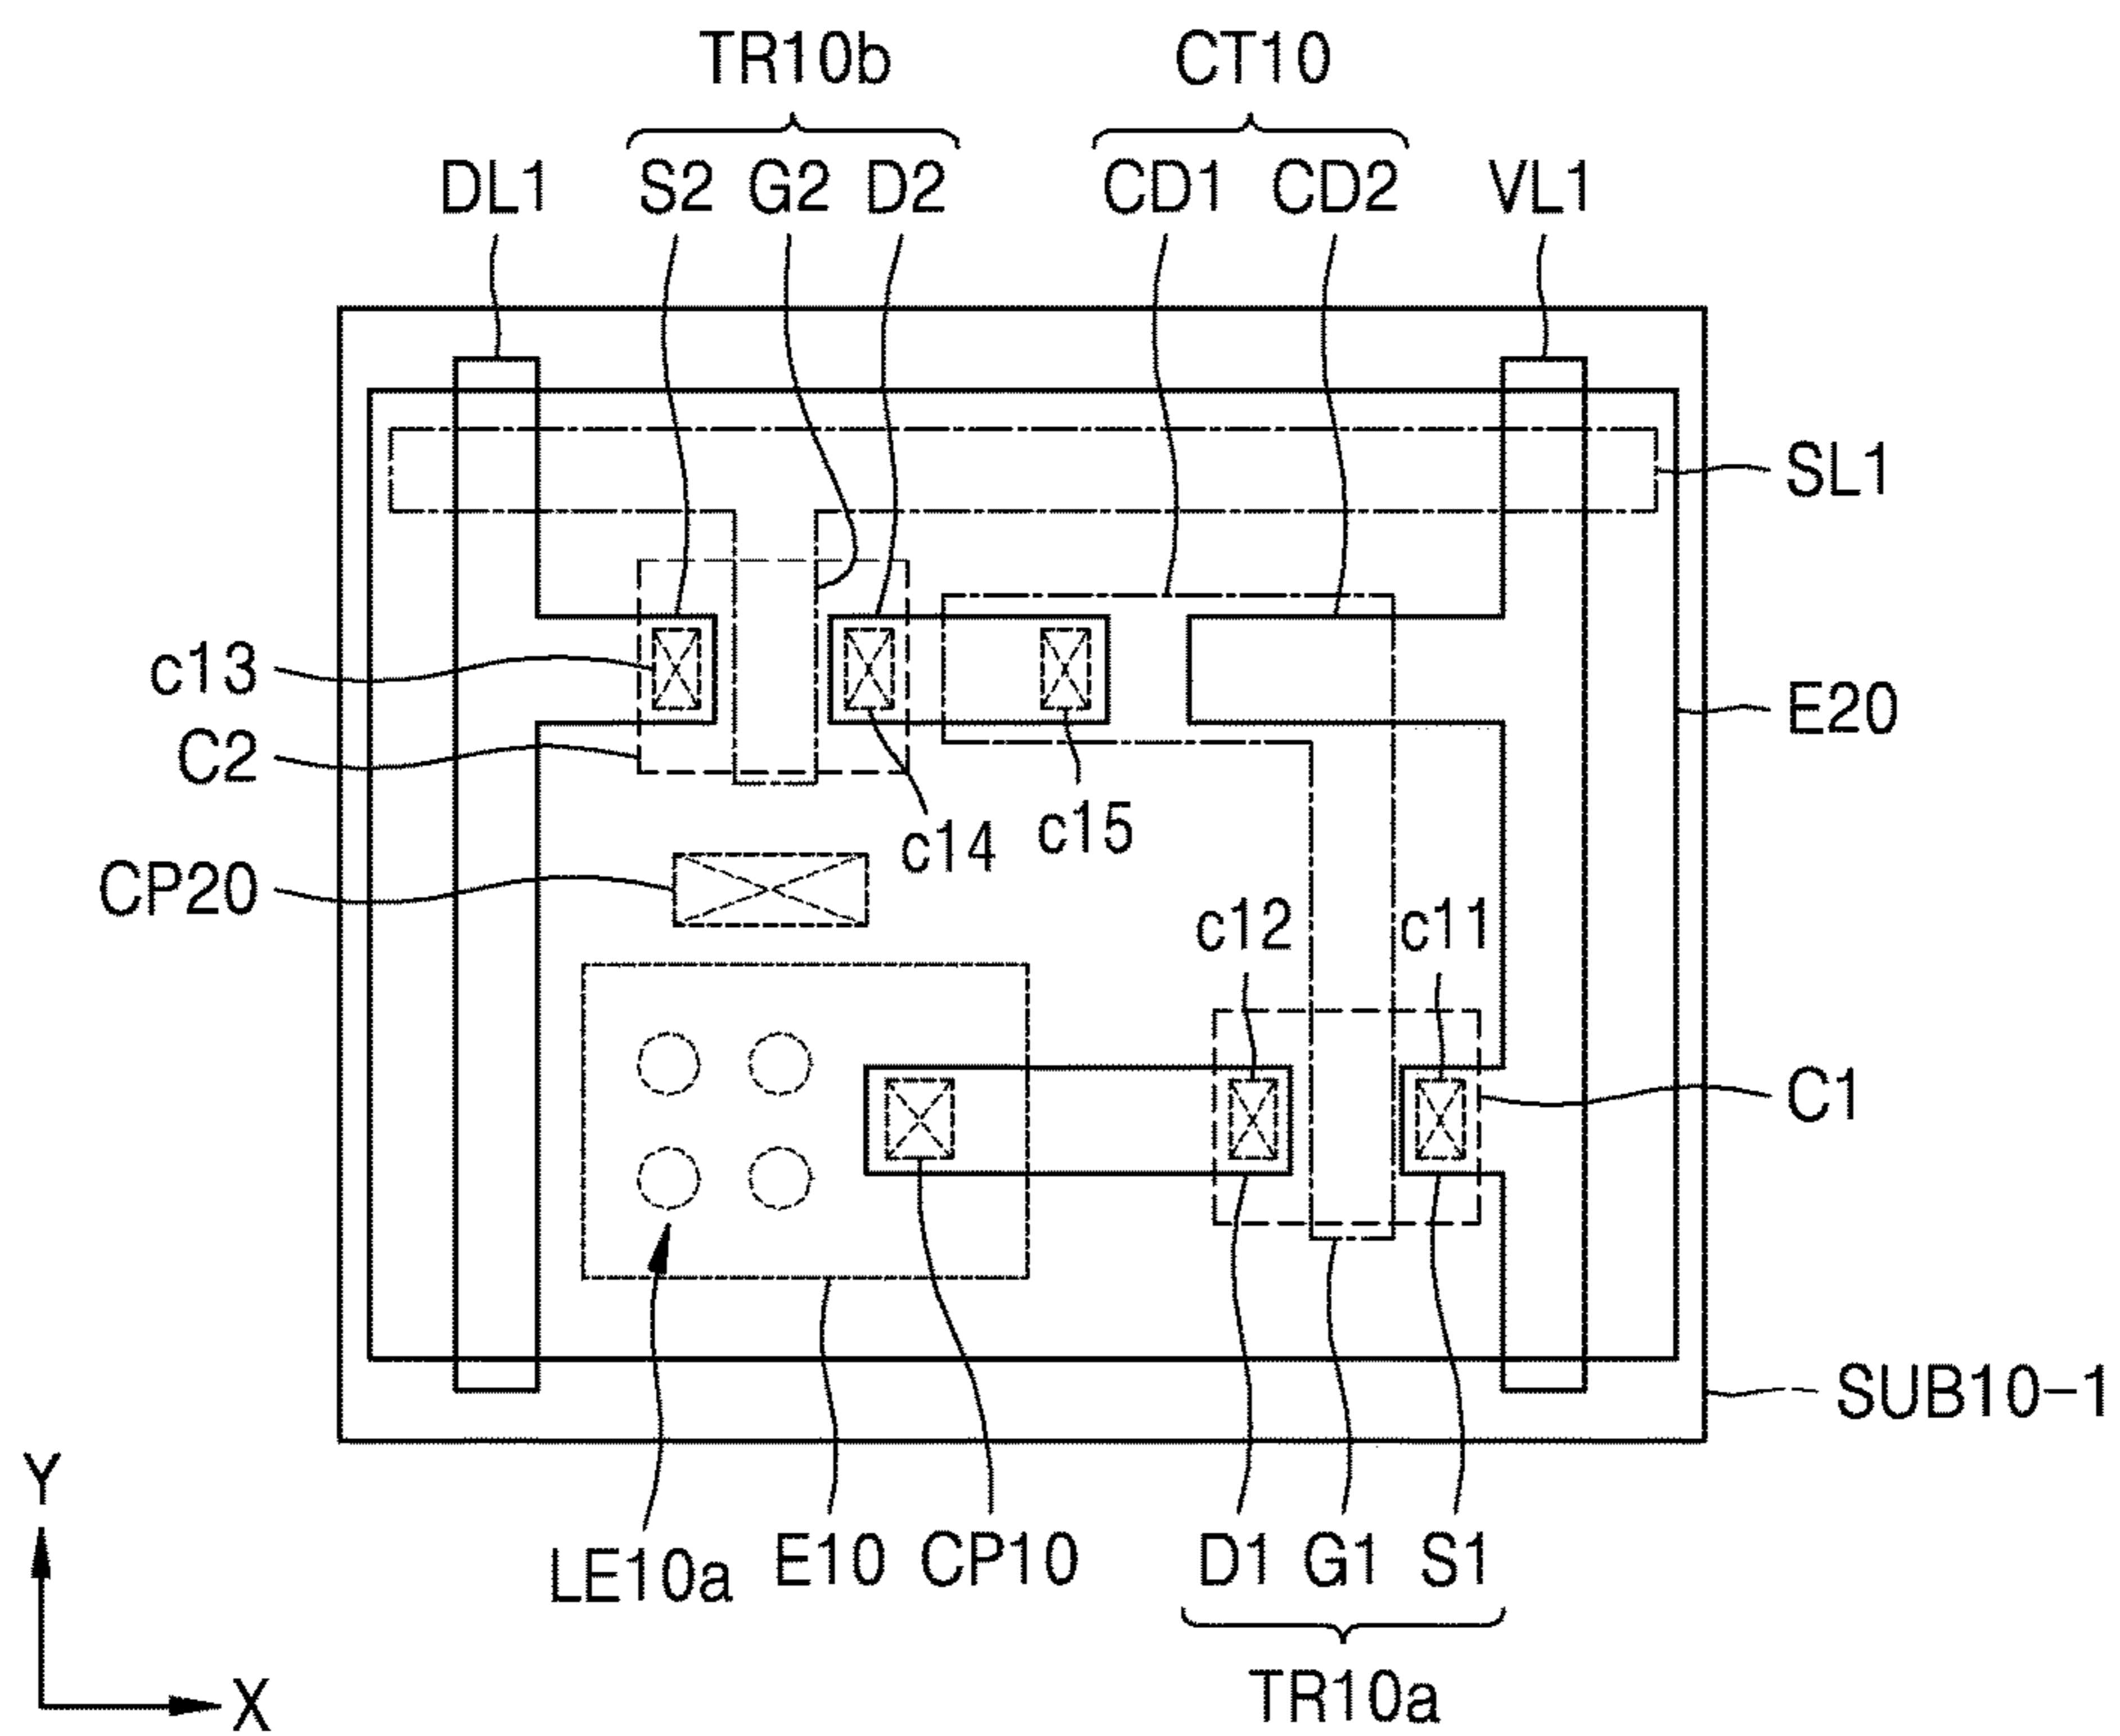 TR10b CT10
DL1 S2 G2 D2 CD1 CD2 VL1
SL1
c13
E20
C2
c14 c15
CP20
c12 c11
C1
SUB10-1
Y
LE10a E10 CP10 D1 G1 S1
X
TR10a